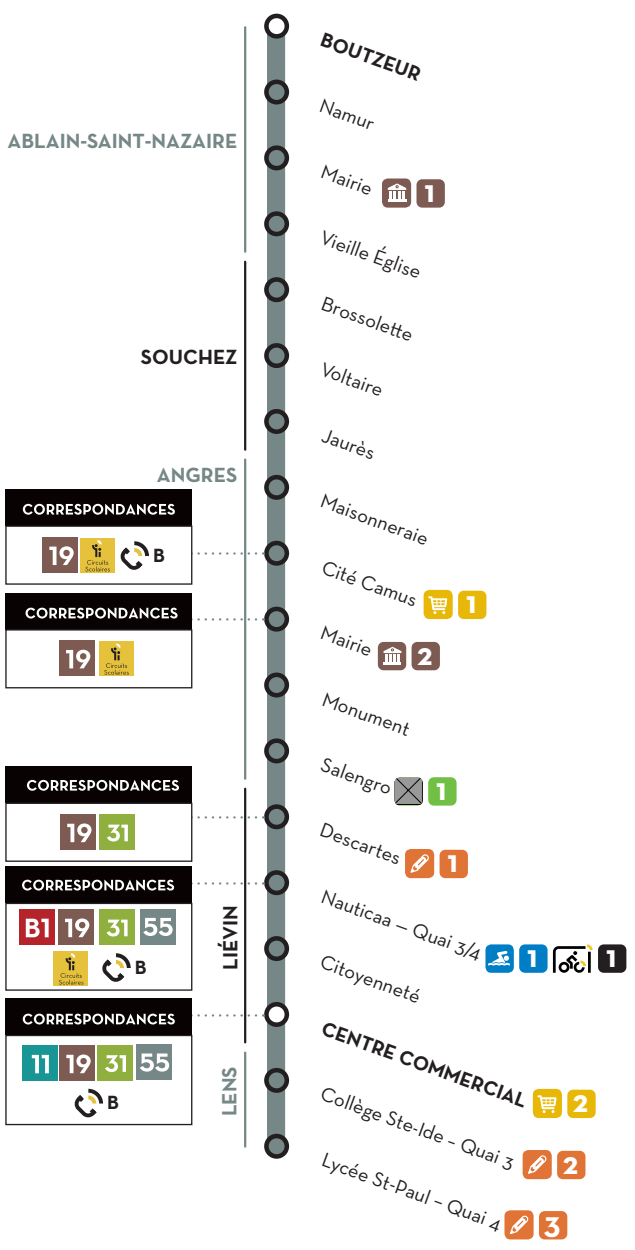 BOUTZEUR
ABLAIN-SAINT-NAZAIRE
Namur
Mairie 1
Vieille Église
Brossolette
SOUCHEZ
Voltaire
Jaurès
ANGRES
Maisonneraie
CORRESPONDANCES
19 Circuits Scolaires B
Cité Camus 1
CORRESPONDANCES
19 Circuits Scolaires
Mairie 2
Monument
Salengro 1
CORRESPONDANCES
19 31
Descartes 1
CORRESPONDANCES
B1 19 31 55
Circuits Scolaires B
LIÉVIN
Nauticaa – Quai 3/4 1 1
Citoyenneté
CORRESPONDANCES
11 19 31 55
B
CENTRE COMMERCIAL 2
LENS
Collège Ste-Ide – Quai 3 2
Lycée St-Paul – Quai 4 3